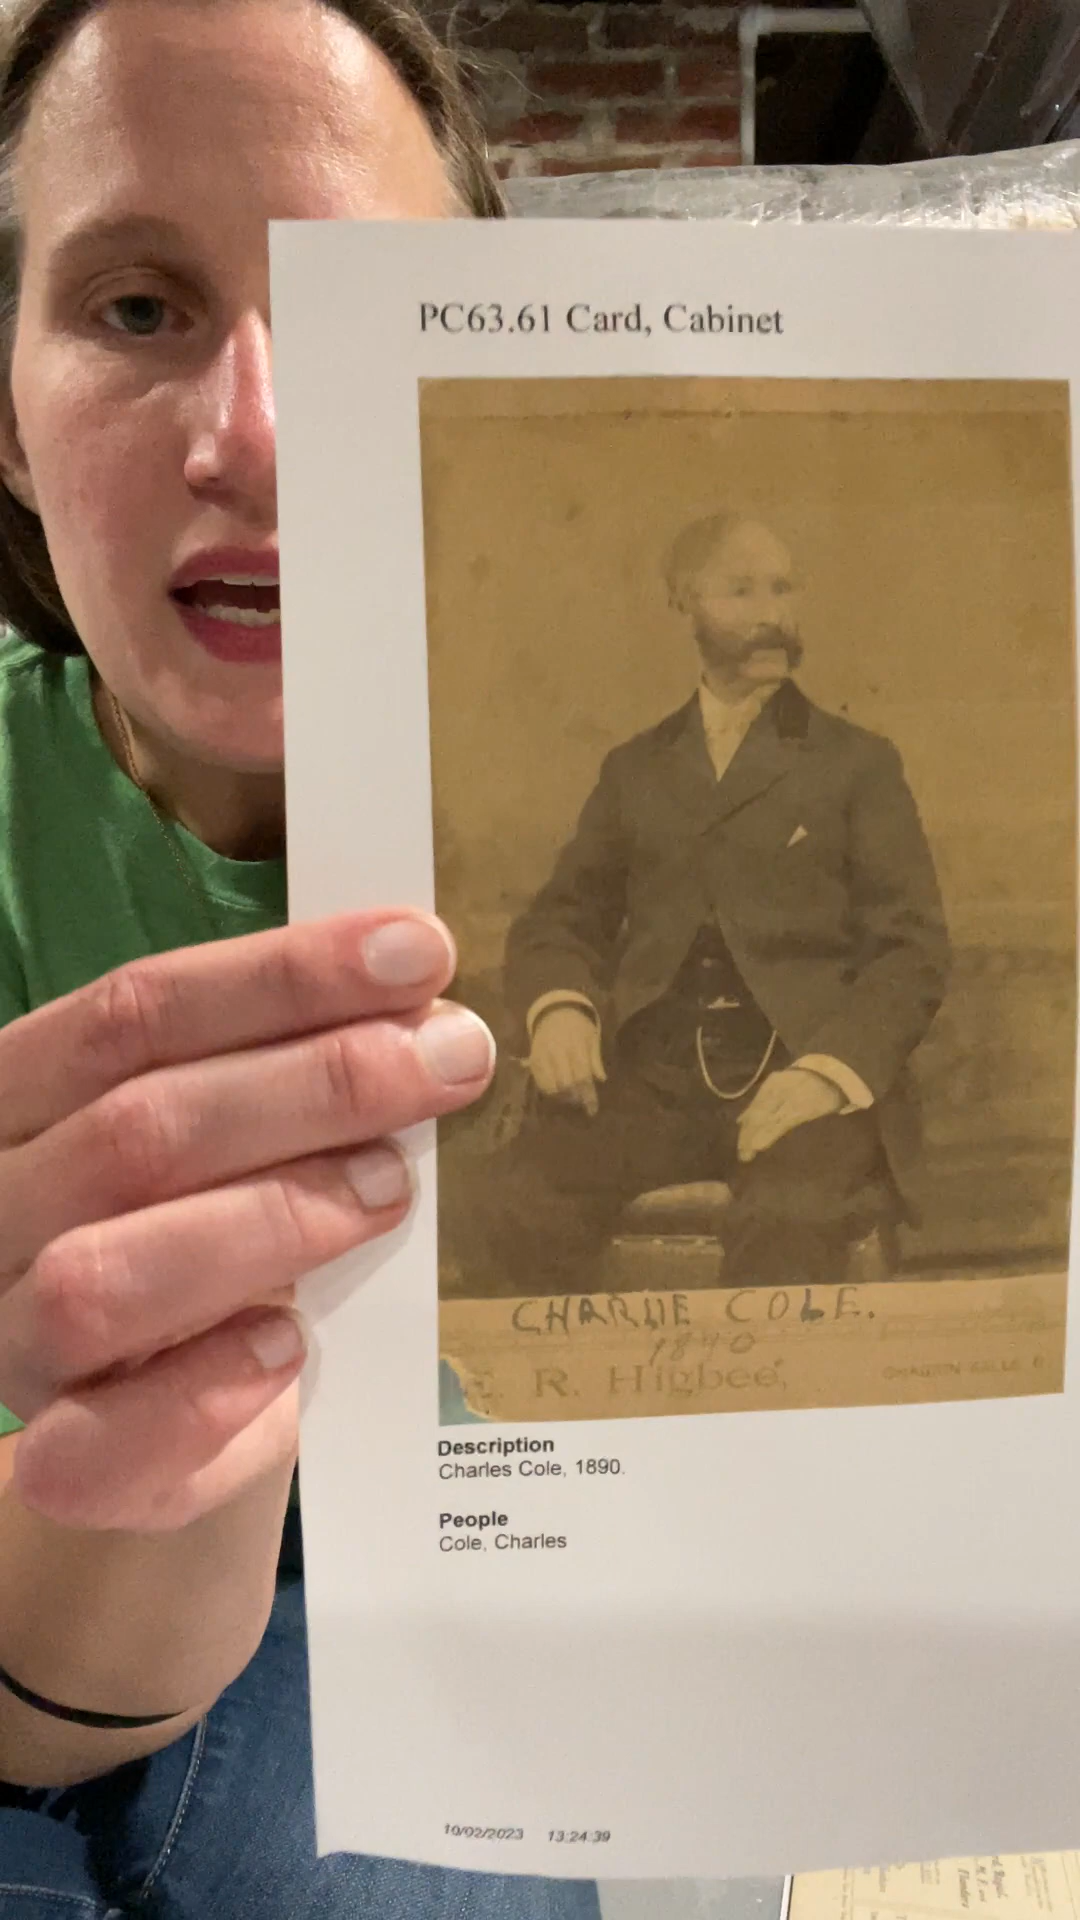 PC63.61 Card, Cabinet
CHARLIE COLE.
1890
R. Higbee,
Description
Charles Cole, 1890.
People
Cole, Charles
10/02/2023 13:24:39
Flanders